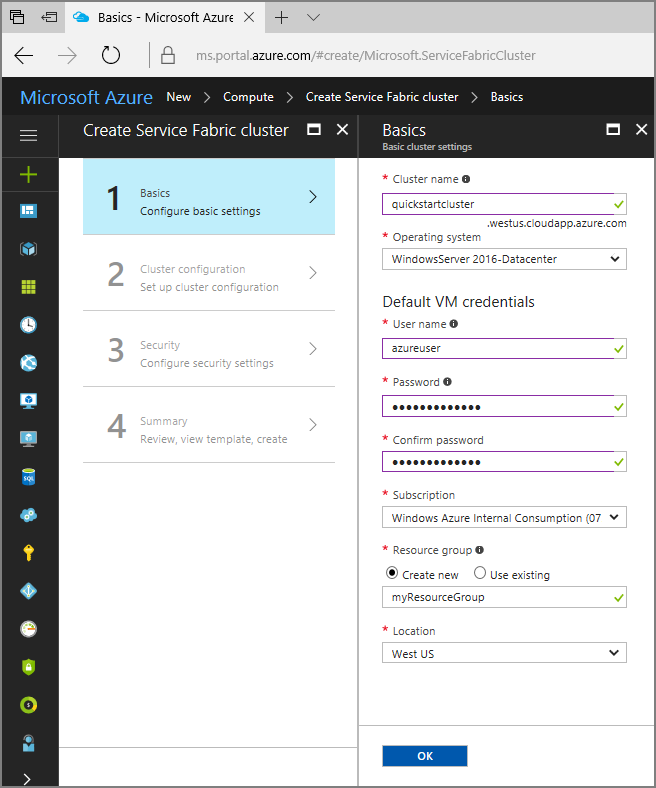 Basics - Microsoft Azure
ms.portal.azure.com/#create/Microsoft.ServiceFabricCluster
Microsoft Azure New > Compute > Create Service Fabric cluster > Basics
Create Service Fabric cluster
1
Basics
Configure basic settings
2
Cluster configuration
Set up cluster configuration
3
Security
Configure security settings
4
Summary
Review, view template, create
SQL
Basics
Basic cluster settings
* Cluster name
quickstartcluster
.westus.cloudapp.azure.com
* Operating system
WindowsServer 2016-Datacenter
Default VM credentials
* User name
azureuser
* Password
•••••••••••••
* Confirm password
•••••••••••••
* Subscription
Windows Azure Internal Consumption (07
* Resource group
Create new Use existing
myResourceGroup
* Location
West US
OK